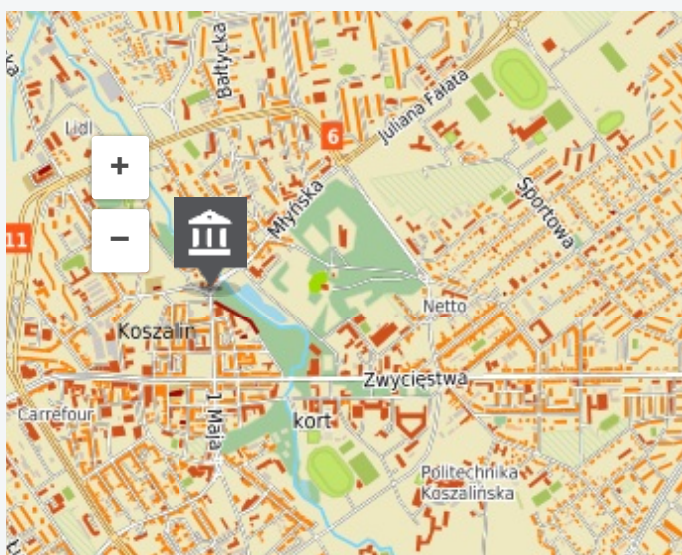 Bałtycka
Lidl
6
Juliana Fałata
+
Młyńska
Sportowa
11
−
Netto
Koszalin
Zwycięstwa
Carrefour
1 Maja
kort
Politechnika
Koszalińska